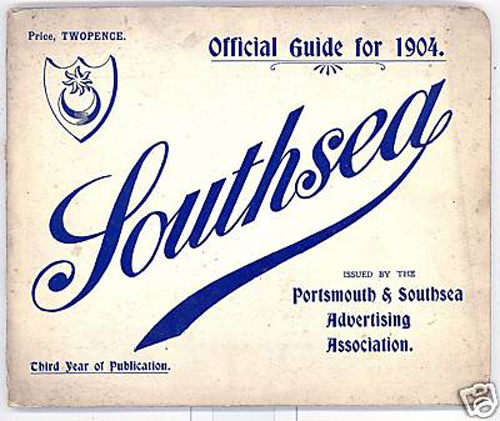 Price, TWOPENCE.
Official Guide for 1904.
Southsea
ISSUED BY THE
Portsmouth & Southsea
Advertising
Association.
Third Year of Publication.